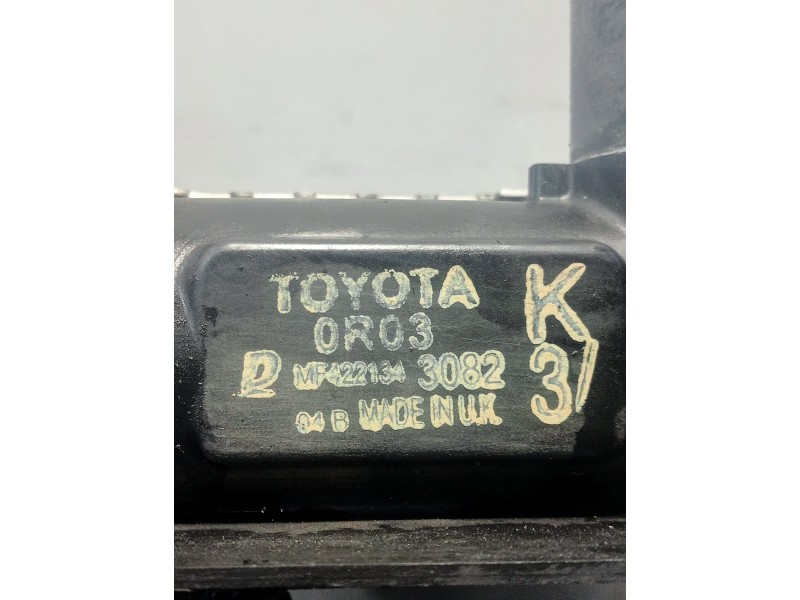 TOYOTA K
0R03
D MF422134 3082 3
04 B MADE IN U.K